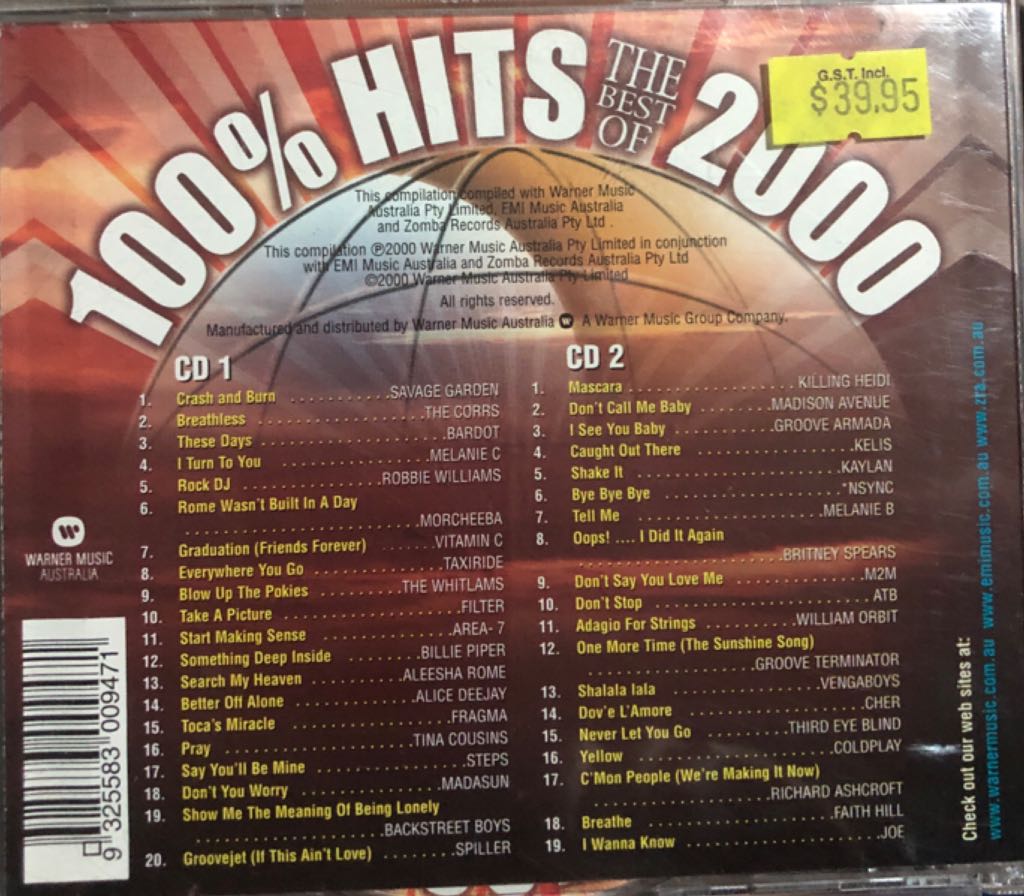 100% HITS THE BEST OF 2000
G.S.T. Incl.
$39.95
This compilation compiled with Warner Music
Australia Pty Limited, EMI Music Australia
and Zomba Records Australia Pty Ltd .
This compilation ℗2000 Warner Music Australia Pty Limited in conjunction
with EMI Music Australia and Zomba Records Australia Pty Ltd
©2000 Warner Music Australia Pty Limited
All rights reserved.
Manufactured and distributed by Warner Music Australia A Warner Music Group Company.
CD 1
1. Crash and Burn ...........SAVAGE GARDEN
2. Breathless ....................THE CORRS
3. These Days .......................BARDOT
4. I Turn To You .................MELANIE C
5. Rock DJ .................ROBBIE WILLIAMS
6. Rome Wasn't Built In A Day
..........................MORCHEEBA
7. Graduation (Friends Forever) .......VITAMIN C
8. Everywhere You Go ................TAXIRIDE
9. Blow Up The Pokies .........THE WHITLAMS
10. Take A Picture .....................FILTER
11. Start Making Sense ...............AREA- 7
12. Something Deep Inside .........BILLIE PIPER
13. Search My Heaven ...........ALEESHA ROME
14. Better Off Alone .............ALICE DEEJAY
15. Toca's Miracle ...................FRAGMA
16. Pray .....................TINA COUSINS
17. Say You'll Be Mine .................STEPS
18. Don't You Worry .................MADASUN
19. Show Me The Meaning Of Being Lonely
.....................BACKSTREET BOYS
20. Groovejet (If This Ain't Love) ........SPILLER
CD 2
1. Mascara ....................KILLING HEIDI
2. Don't Call Me Baby .........MADISON AVENUE
3. I See You Baby ............GROOVE ARMADA
4. Caught Out There ...................KELIS
5. Shake It ........................KAYLAN
6. Bye Bye Bye .....................*NSYNC
7. Tell Me .....................MELANIE B
8. Oops! .... I Did It Again
.......................BRITNEY SPEARS
9. Don't Say You Love Me ...............M2M
10. Don't Stop .........................ATB
11. Adagio For Strings ...........WILLIAM ORBIT
12. One More Time (The Sunshine Song)
....................GROOVE TERMINATOR
13. Shalala lala .................VENGABOYS
14. Dov'e L'Amore ....................CHER
15. Never Let You Go .........THIRD EYE BLIND
16. Yellow .......................COLDPLAY
17. C'Mon People (We're Making It Now)
.....................RICHARD ASHCROFT
18. Breathe .....................FAITH HILL
19. I Wanna Know .......................JOE
WARNER MUSIC
AUSTRALIA
9 325583 009471
Check out our web sites at:
www.warnermusic.com.au www.emimusic.com.au www.zra.com.au